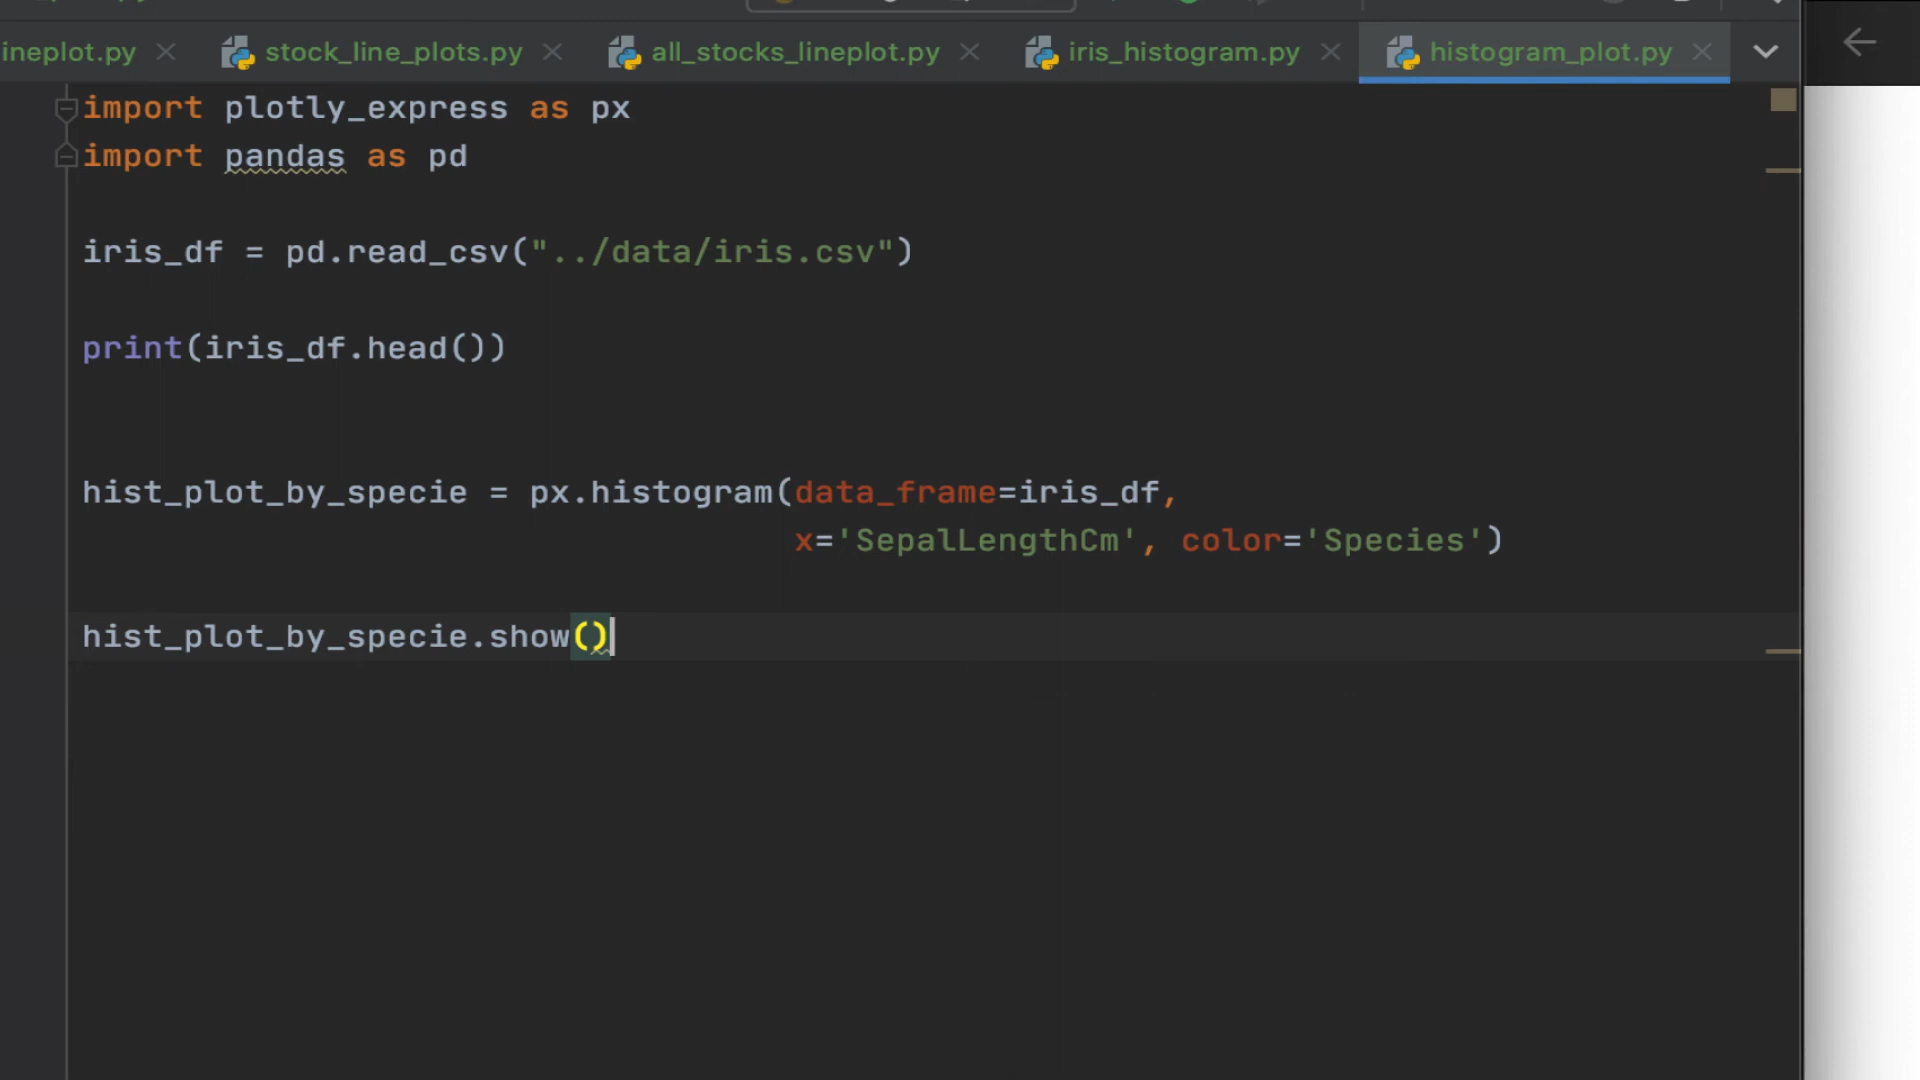 ineplot.py stock_line_plots.py all_stocks_lineplot.py iris_histogram.py histogram_plot.py
import plotly_express as px
import pandas as pd
iris_df = pd.read_csv("../data/iris.csv")
print(iris_df.head())
hist_plot_by_specie = px.histogram(data_frame=iris_df,
x='SepalLengthCm', color='Species')
hist_plot_by_specie.show()